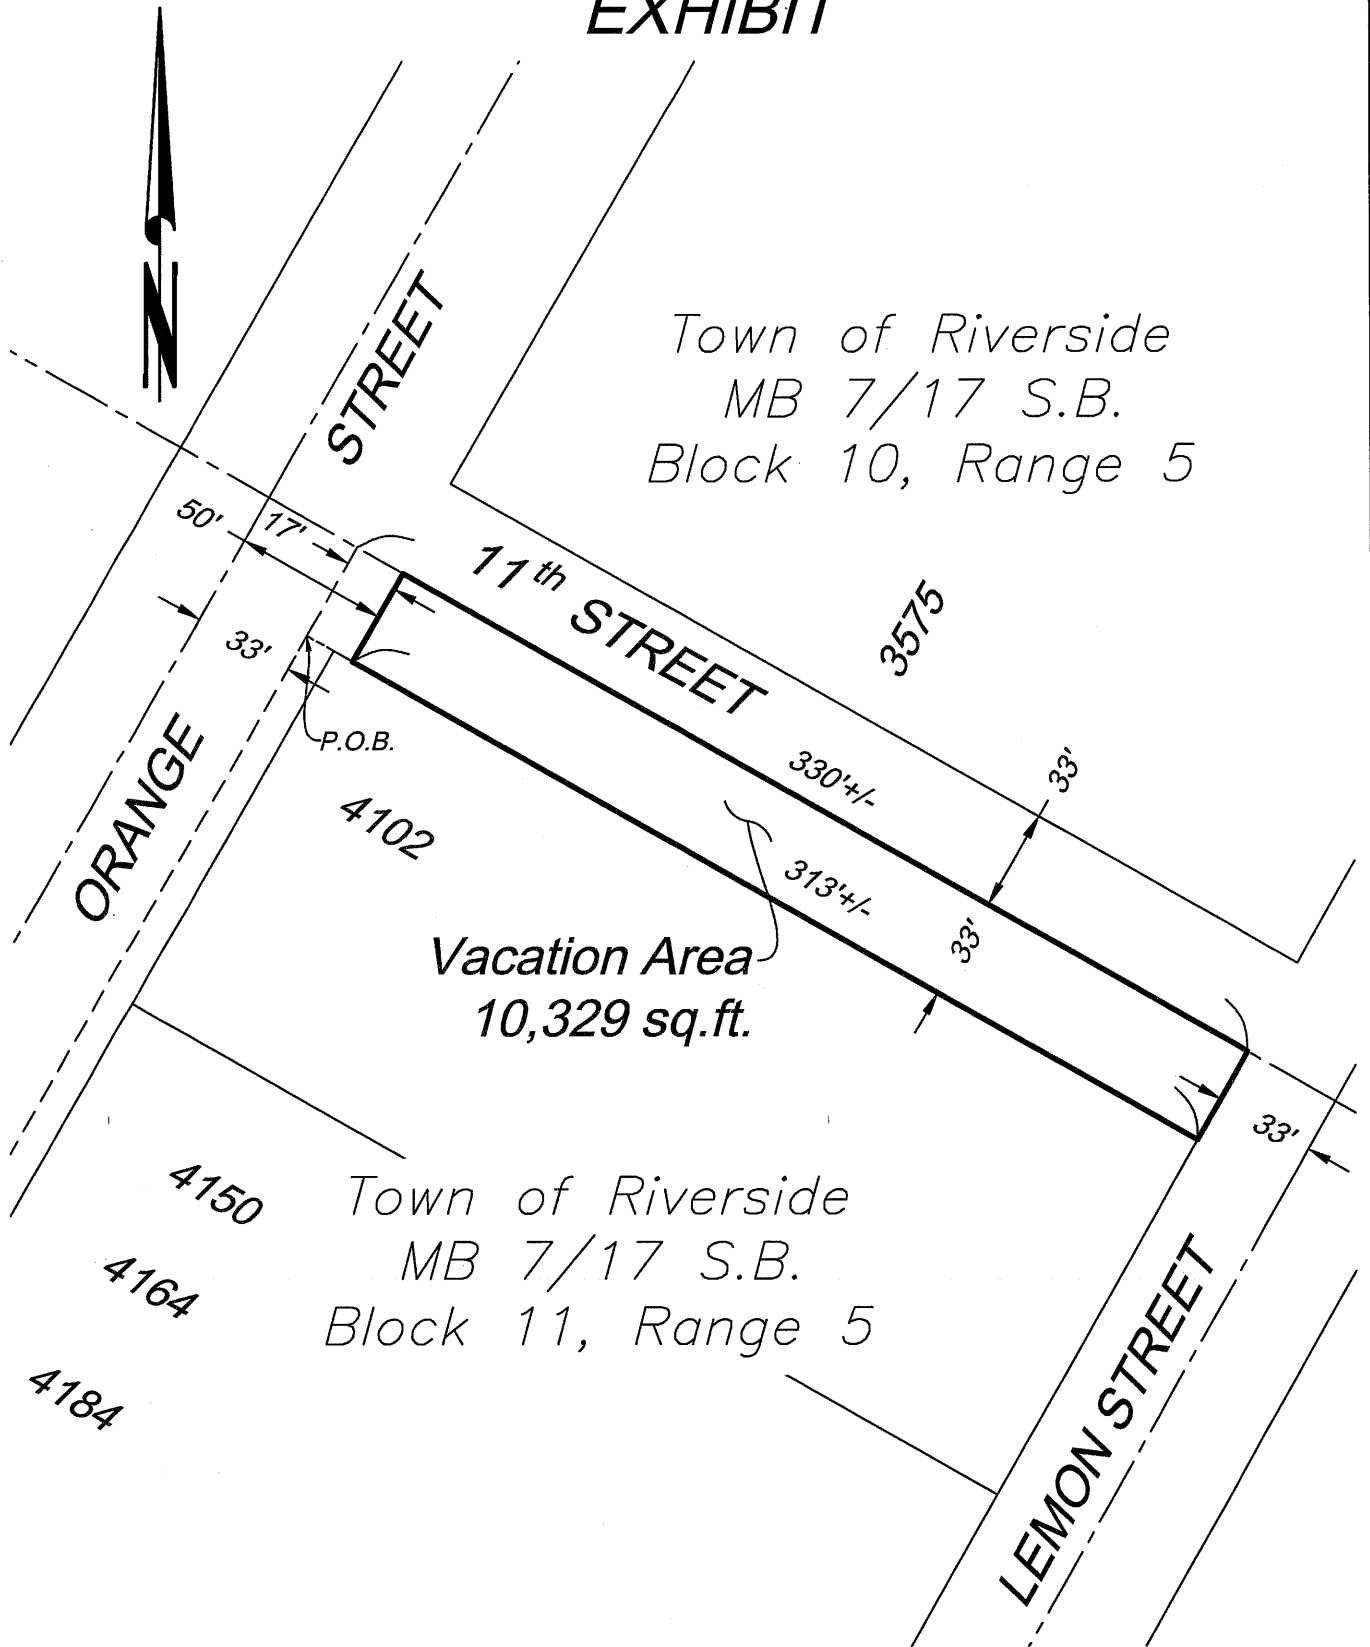 EXHIBIT
N
STREET
Town of Riverside
MB 7/17 S.B.
Block 10, Range 5
50'
17'
11th STREET
3575
33'
P.O.B.
ORANGE
330'+/-
33'
4102
313'+/-
33'
Vacation Area
10,329 sq.ft.
33'
4150
Town of Riverside
MB 7/17 S.B.
Block 11, Range 5
4164
4184
LEMON STREET